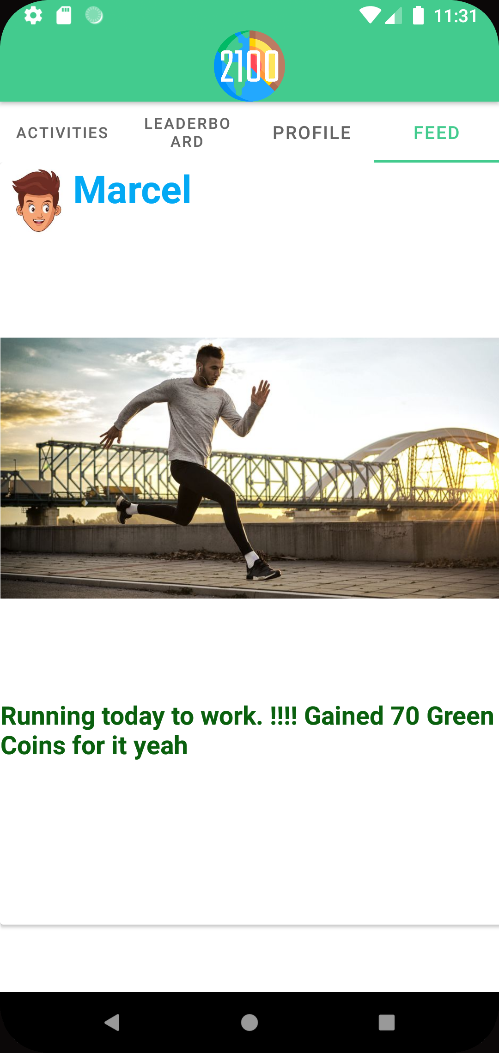 11:31
2100
ACTIVITIES
LEADERBO
ARD
PROFILE
FEED
Marcel
Running today to work. !!!! Gained 70 Green
Coins for it yeah